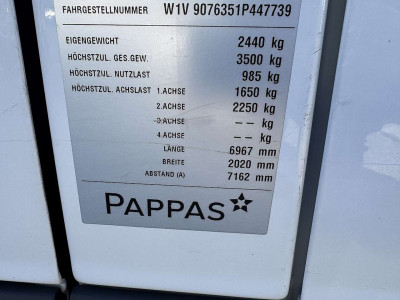 FAHRGESTELLNUMMER W1V 9076351P447739
EIGENGEWICHT 2440 kg
HÖCHSTZUL. GES.GEW. 3500 kg
HÖCHSTZUL. NUTZLAST 985 kg
HÖCHSTZUL. ACHSLAST 1.ACHSE 1650 kg
2.ACHSE 2250 kg
3.ACHSE – – kg
4.ACHSE – – kg
LÄNGE 6967 mm
BREITE 2020 mm
ABSTAND (A) 7162 mm
PAPPAS